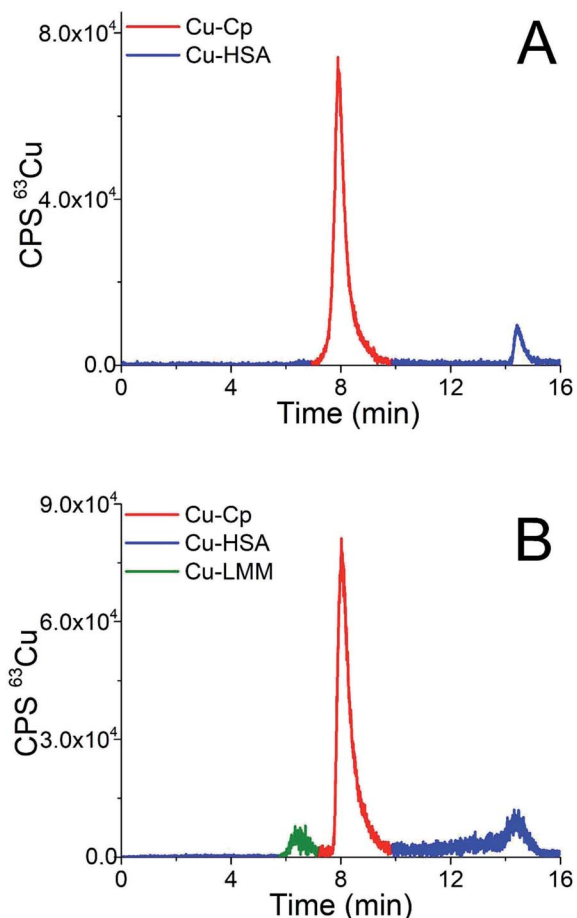 A
Cu-Cp
Cu-HSA
CPS ⁶³Cu
8.0x10⁴
4.0x10⁴
0.0
0 4 8 12 16
Time (min)
B
Cu-Cp
Cu-HSA
Cu-LMM
CPS ⁶³Cu
9.0x10⁴
6.0x10⁴
3.0x10⁴
0.0
0 4 8 12 16
Time (min)